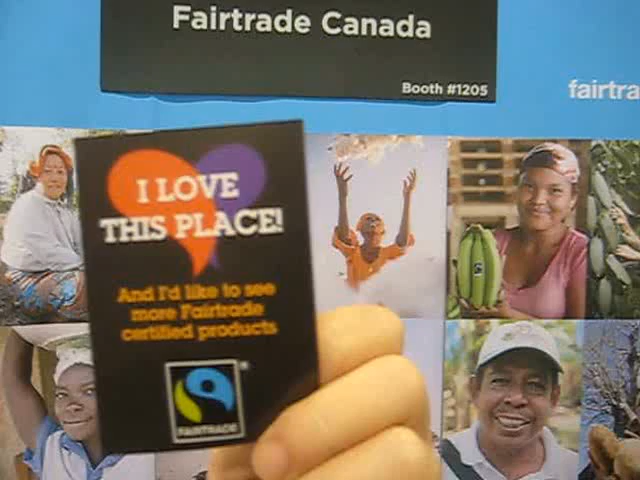 Fairtrade Canada
Booth #1205
fairtra
I LOVE
THIS PLACE!
And I'd like to see
more Fairtrade
certified products
FAIRTRADE